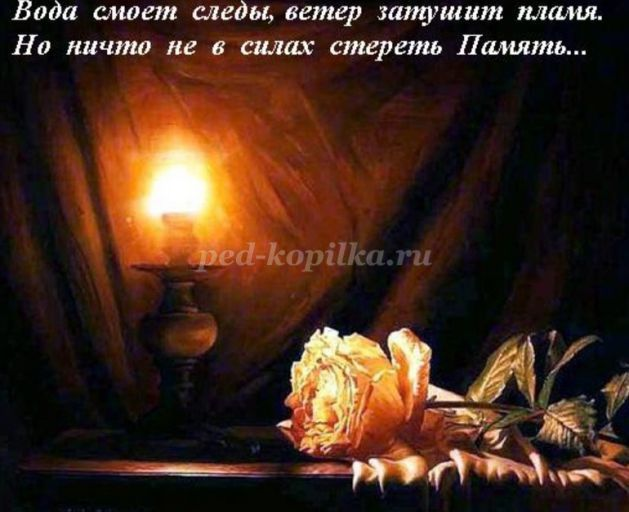 Вода смоет следы, ветер затушит пламя.
Но ничто не в силах стереть Память...
ped-kopilka.ru